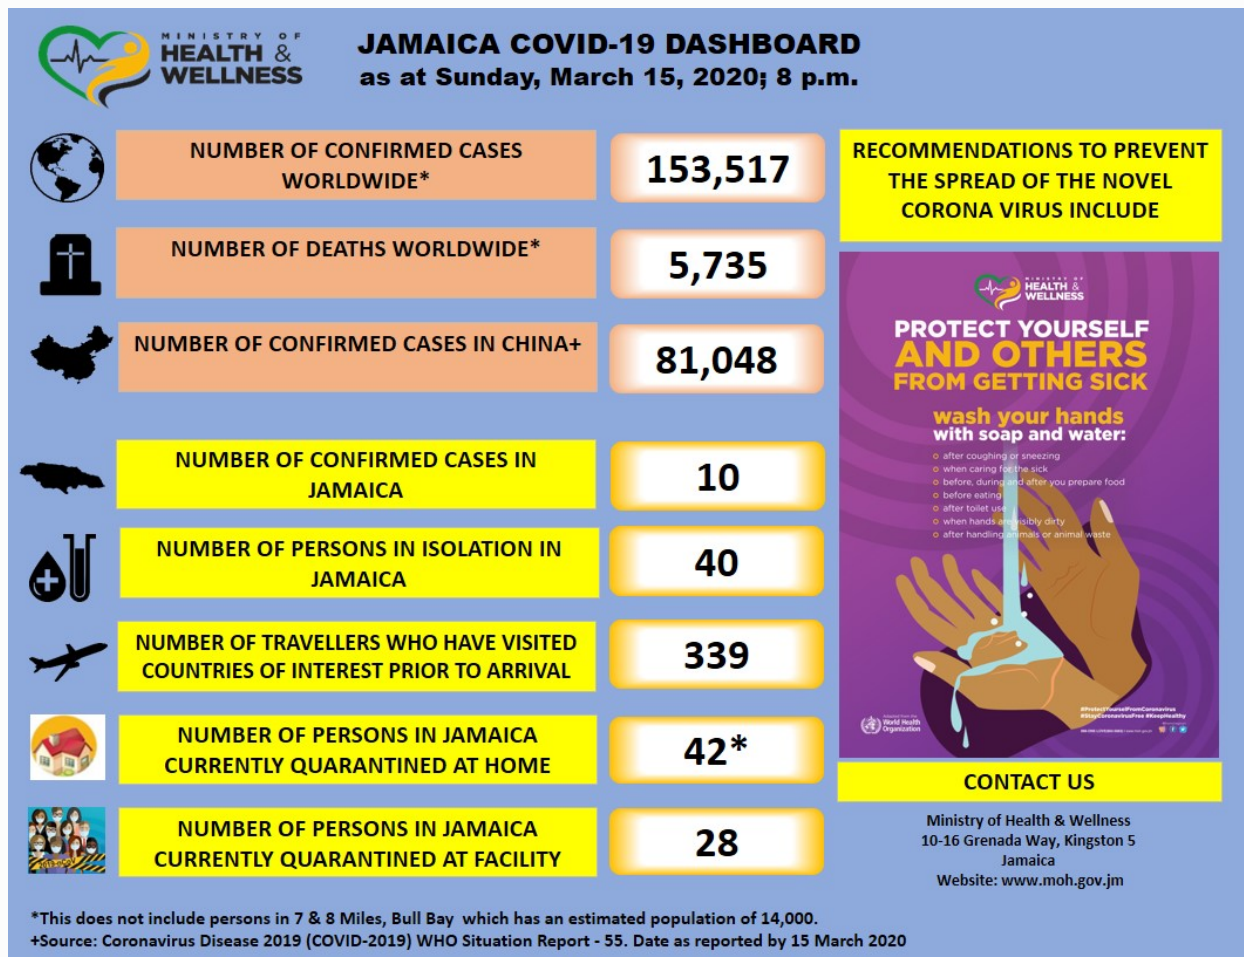 MINISTRY OF
HEALTH &
WELLNESS
JAMAICA COVID-19 DASHBOARD
as at Sunday, March 15, 2020; 8 p.m.
NUMBER OF CONFIRMED CASES
WORLDWIDE*
153,517
NUMBER OF DEATHS WORLDWIDE*
5,735
NUMBER OF CONFIRMED CASES IN CHINA+
81,048
NUMBER OF CONFIRMED CASES IN
JAMAICA
10
NUMBER OF PERSONS IN ISOLATION IN
JAMAICA
40
NUMBER OF TRAVELLERS WHO HAVE VISITED
COUNTRIES OF INTEREST PRIOR TO ARRIVAL
339
NUMBER OF PERSONS IN JAMAICA
CURRENTLY QUARANTINED AT HOME
42*
NUMBER OF PERSONS IN JAMAICA
CURRENTLY QUARANTINED AT FACILITY
28
RECOMMENDATIONS TO PREVENT
THE SPREAD OF THE NOVEL
CORONA VIRUS INCLUDE
MINISTRY OF
HEALTH &
WELLNESS
PROTECT YOURSELF
AND OTHERS
FROM GETTING SICK
wash your hands
with soap and water:
after coughing or sneezing
when caring for the sick
before, during and after you prepare food
before eating
after toilet use
when hands are visibly dirty
after handling animals or animal waste
World Health
Organization
#ProtectYourselfFromCoronavirus
#StayCoronavirusFree #KeepHealthy
CONTACT US
Ministry of Health & Wellness
10-16 Grenada Way, Kingston 5
Jamaica
Website: www.moh.gov.jm
*This does not include persons in 7 & 8 Miles, Bull Bay which has an estimated population of 14,000.
+Source: Coronavirus Disease 2019 (COVID-2019) WHO Situation Report - 55. Date as reported by 15 March 2020